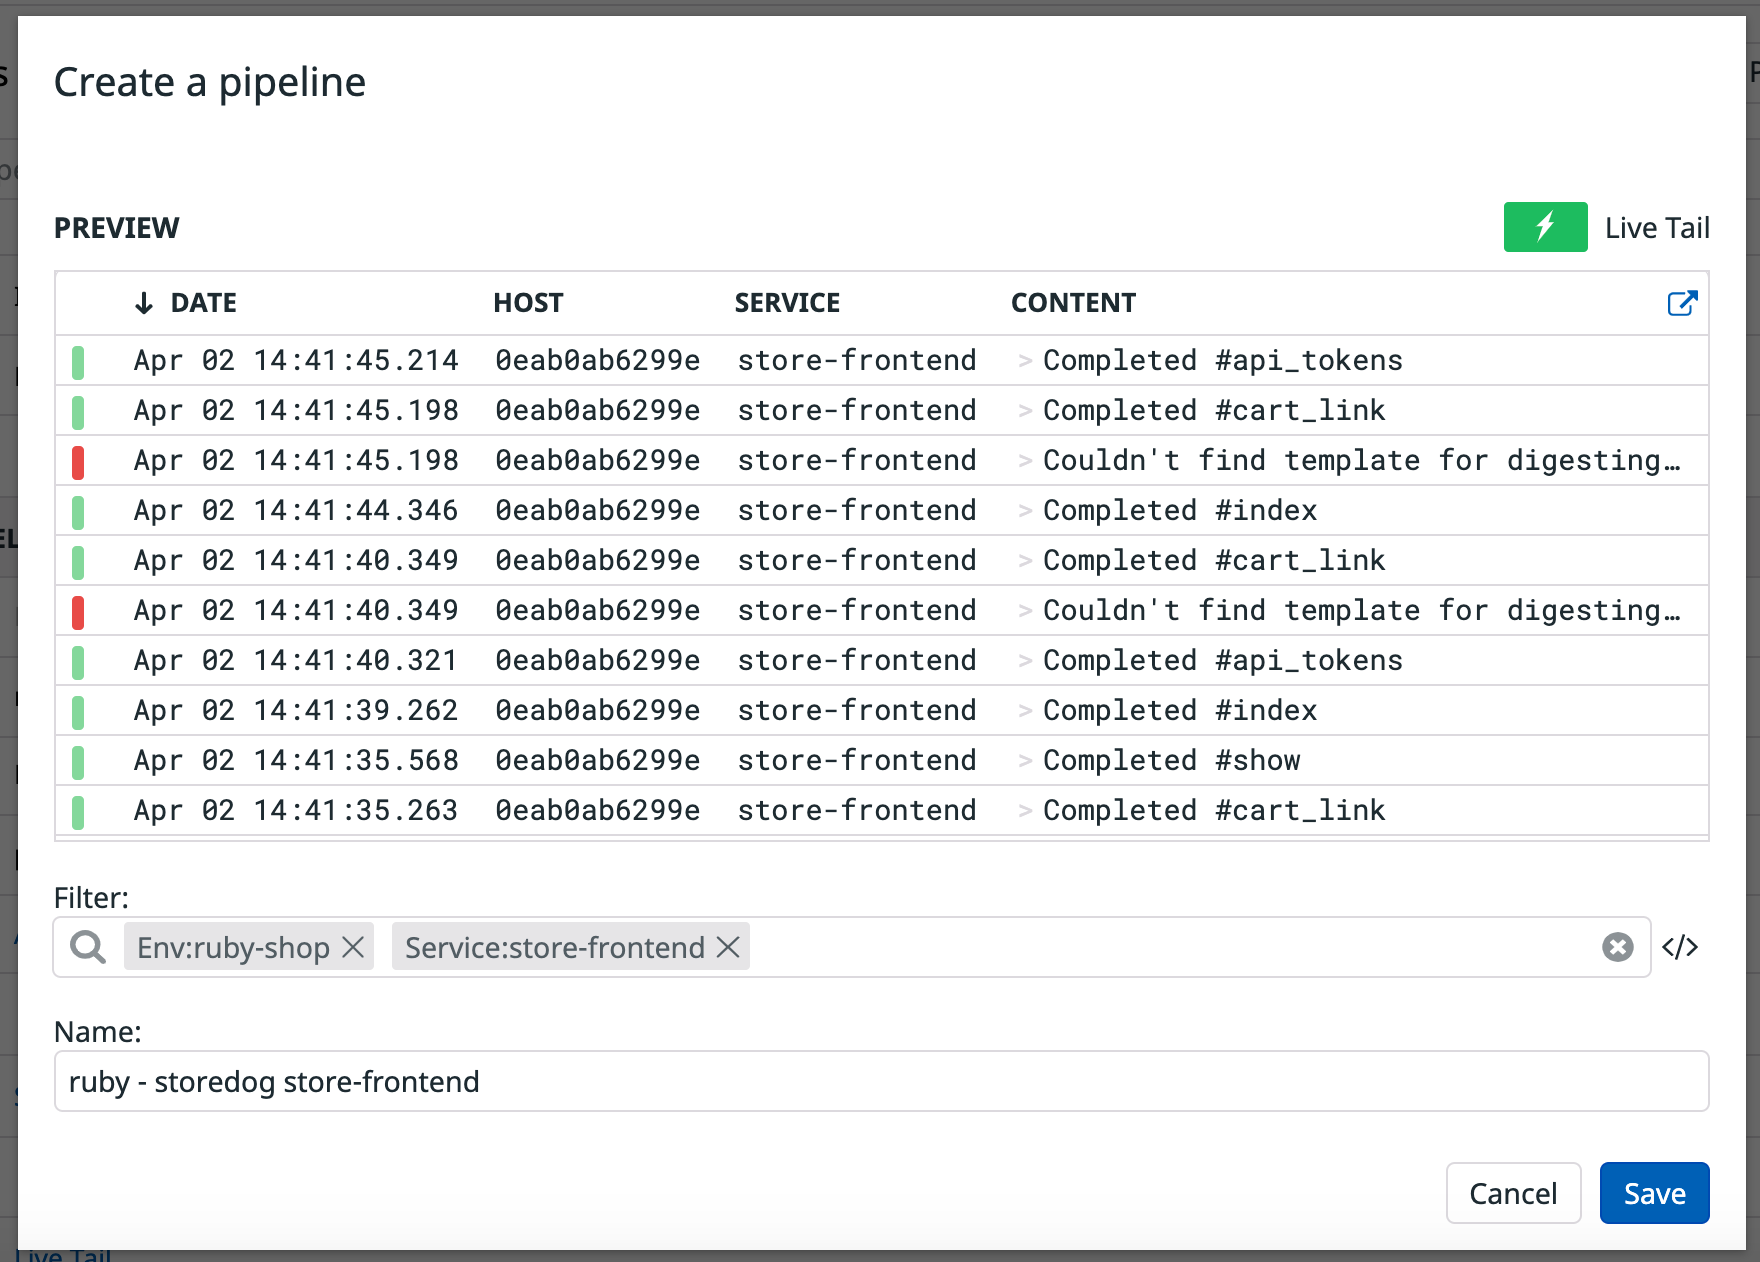 Create a pipeline
PREVIEW
Live Tail
DATE HOST SERVICE CONTENT
Apr 02 14:41:45.214 0eab0ab6299e store-frontend > Completed #api_tokens
Apr 02 14:41:45.198 0eab0ab6299e store-frontend > Completed #cart_link
Apr 02 14:41:45.198 0eab0ab6299e store-frontend > Couldn't find template for digesting…
Apr 02 14:41:44.346 0eab0ab6299e store-frontend > Completed #index
Apr 02 14:41:40.349 0eab0ab6299e store-frontend > Completed #cart_link
Apr 02 14:41:40.349 0eab0ab6299e store-frontend > Couldn't find template for digesting…
Apr 02 14:41:40.321 0eab0ab6299e store-frontend > Completed #api_tokens
Apr 02 14:41:39.262 0eab0ab6299e store-frontend > Completed #index
Apr 02 14:41:35.568 0eab0ab6299e store-frontend > Completed #show
Apr 02 14:41:35.263 0eab0ab6299e store-frontend > Completed #cart_link
Filter:
Env:ruby-shop Service:store-frontend </>
Name:
ruby - storedog store-frontend
Cancel Save
Live Tail